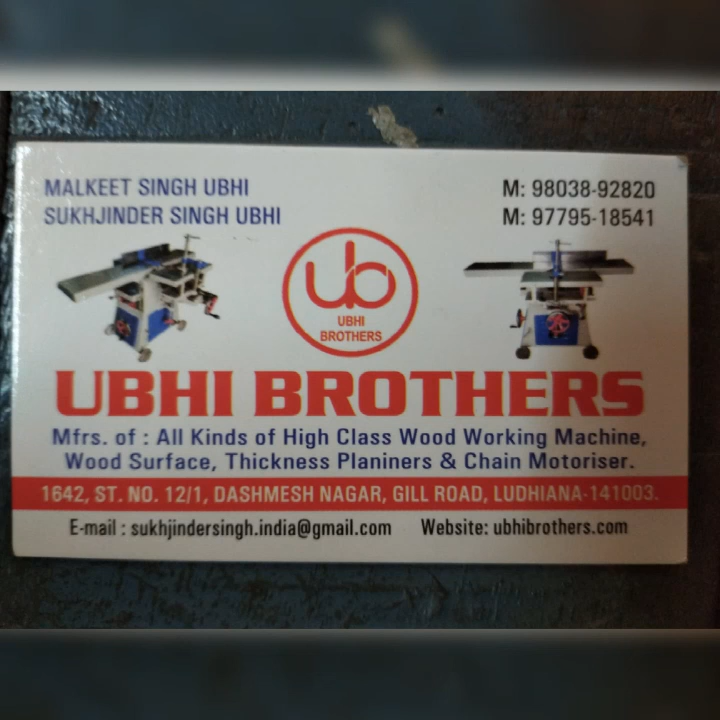 MALKEET SINGH UBHI
SUKHJINDER SINGH UBHI
M: 98038-92820
M: 97795-18541
ub
UBHI
BROTHERS
UBHI BROTHERS
Mfrs. of : All Kinds of High Class Wood Working Machine,
Wood Surface, Thickness Planiners & Chain Motoriser.
1642, ST. NO. 12/1, DASHMESH NAGAR, GILL ROAD, LUDHIANA-141003.
E-mail : sukhjindersingh.india@gmail.com Website: ubhibrothers.com